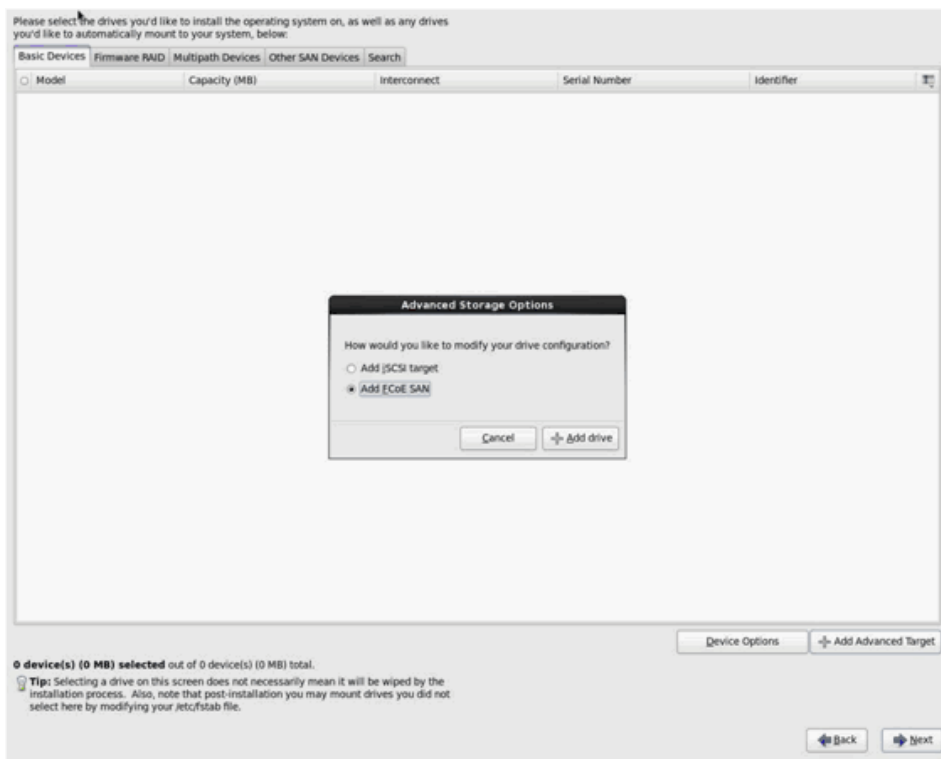 Please select the drives you'd like to install the operating system on, as well as any drives
you'd like to automatically mount to your system, below:
Basic Devices Firmware RAID Multipath Devices Other SAN Devices Search
Model Capacity (MB) Interconnect Serial Number Identifier
Advanced Storage Options
How would you like to modify your drive configuration?
Add iSCSI target
Add FCoE SAN
Cancel Add drive
Device Options Add Advanced Target
0 device(s) (0 MB) selected out of 0 device(s) (0 MB) total.
Tip: Selecting a drive on this screen does not necessarily mean it will be wiped by the
installation process. Also, note that post-installation you may mount drives you did not
select here by modifying your /etc/fstab file.
Back Next